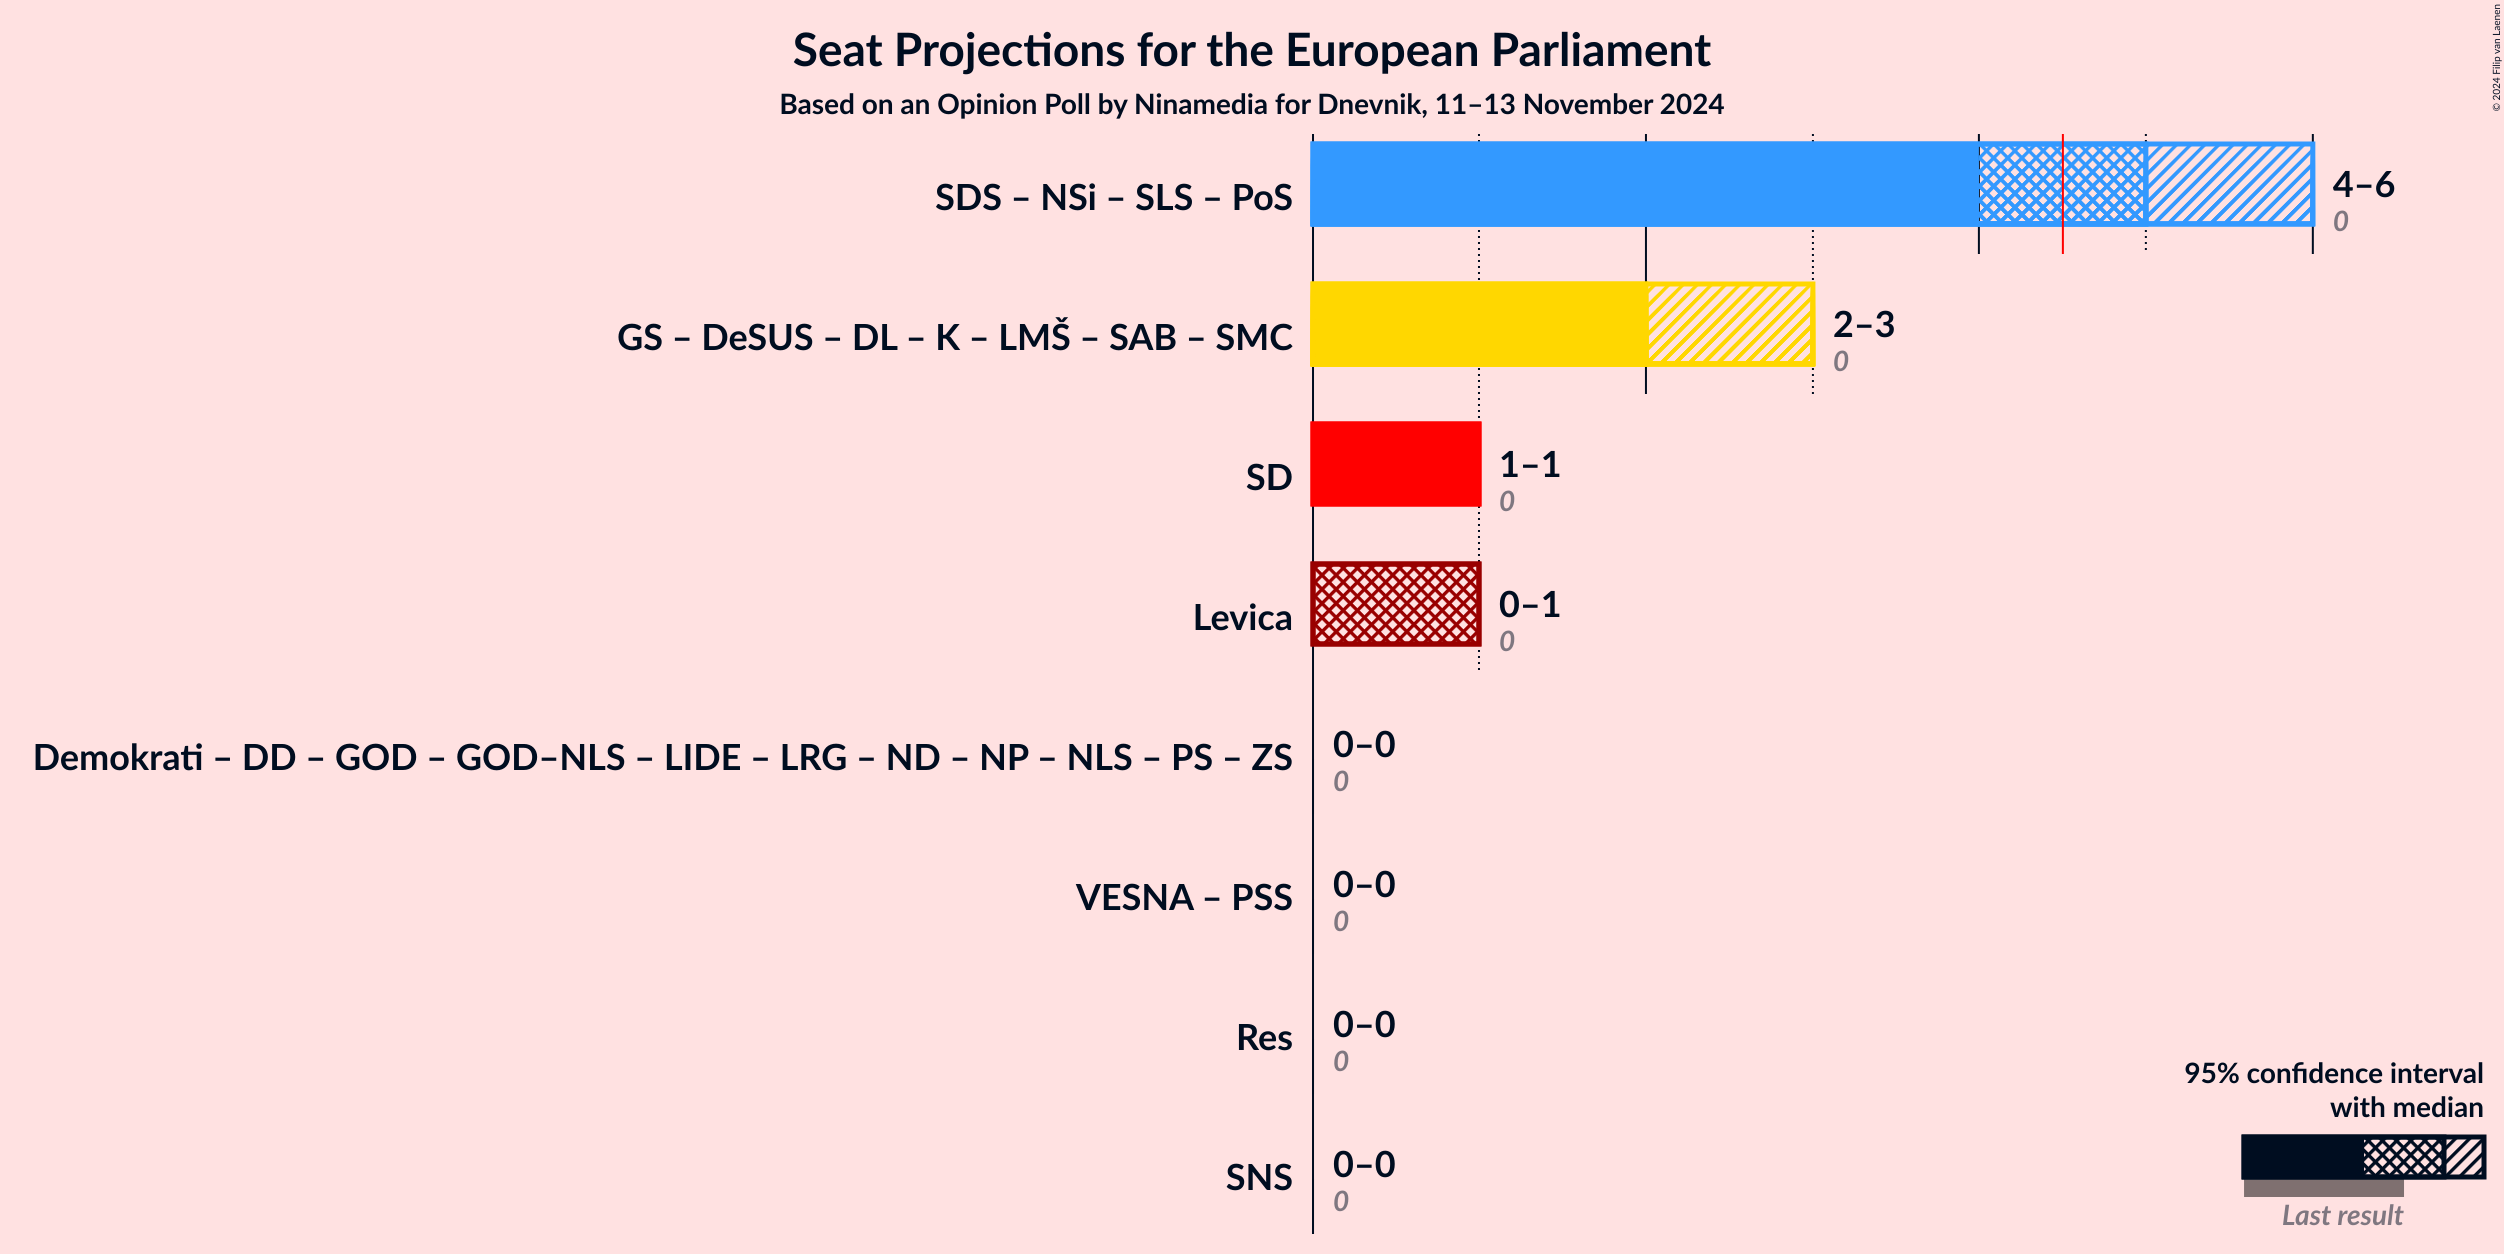 Seat Projections for the European Parliament
Based on an Opinion Poll by Ninamedia for Dnevnik, 11–13 November 2024
© 2024 Filip van Laenen
SDS – NSi – SLS – PoS
4–6
0
GS – DeSUS – DL – K – LMŠ – SAB – SMC
2–3
0
SD
1–1
0
Levica
0–1
0
Demokrati – DD – GOD – GOD–NLS – LIDE – LRG – ND – NP – NLS – PS – ZS
0–0
0
VESNA – PSS
0–0
0
Res
0–0
0
SNS
0–0
0
95% confidence interval
with median
Last result